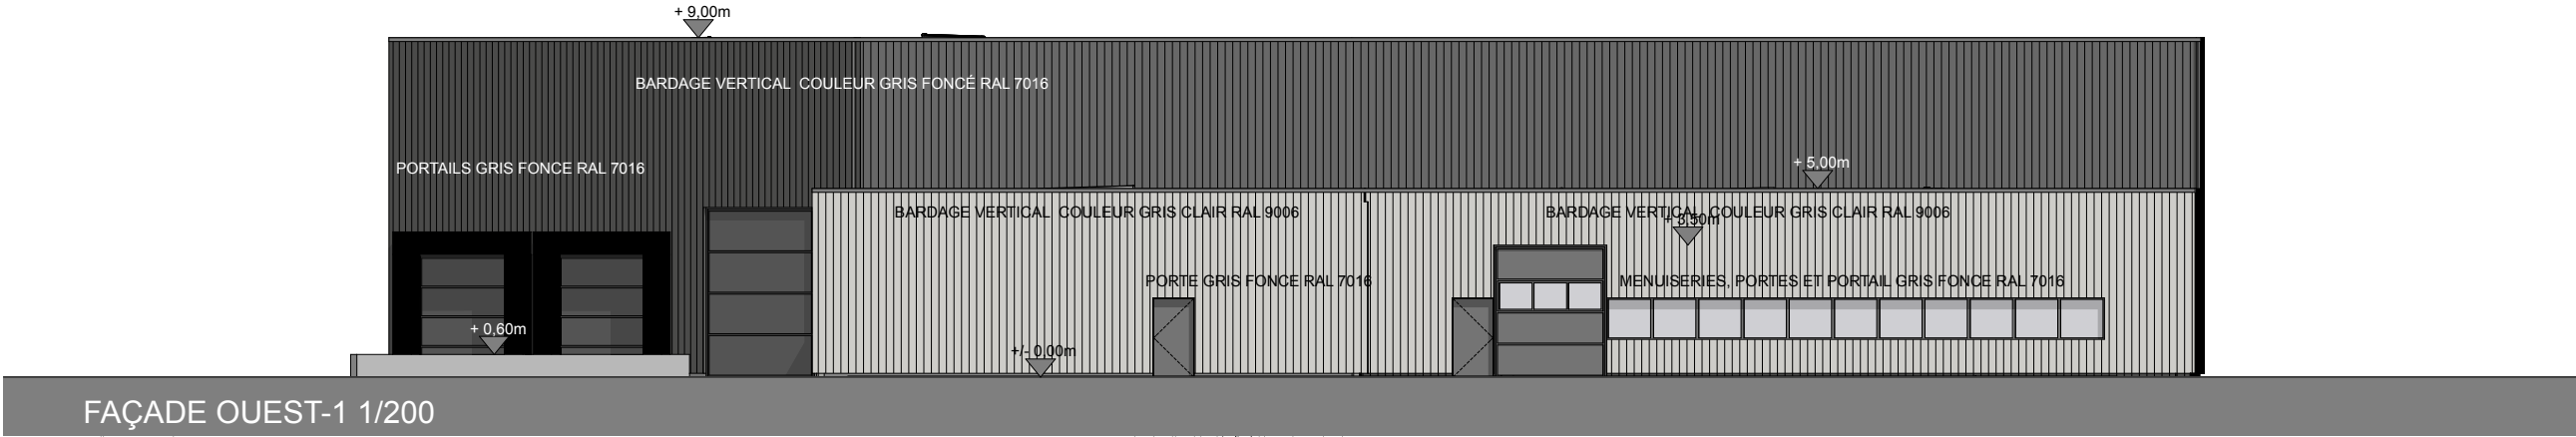 + 9,00m
BARDAGE VERTICAL  COULEUR GRIS FONCÉ RAL 7016
PORTAILS GRIS FONCE RAL 7016
+ 5,00m
BARDAGE VERTICAL  COULEUR GRIS CLAIR RAL 9006
BARDAGE VERTICAL  COULEUR GRIS CLAIR RAL 9006
+ 3,50m
PORTE GRIS FONCE RAL 7016
MENUISERIES, PORTES ET PORTAIL GRIS FONCE RAL 7016
+ 0,60m
+/- 0,00m
FAÇADE OUEST-1 1/200